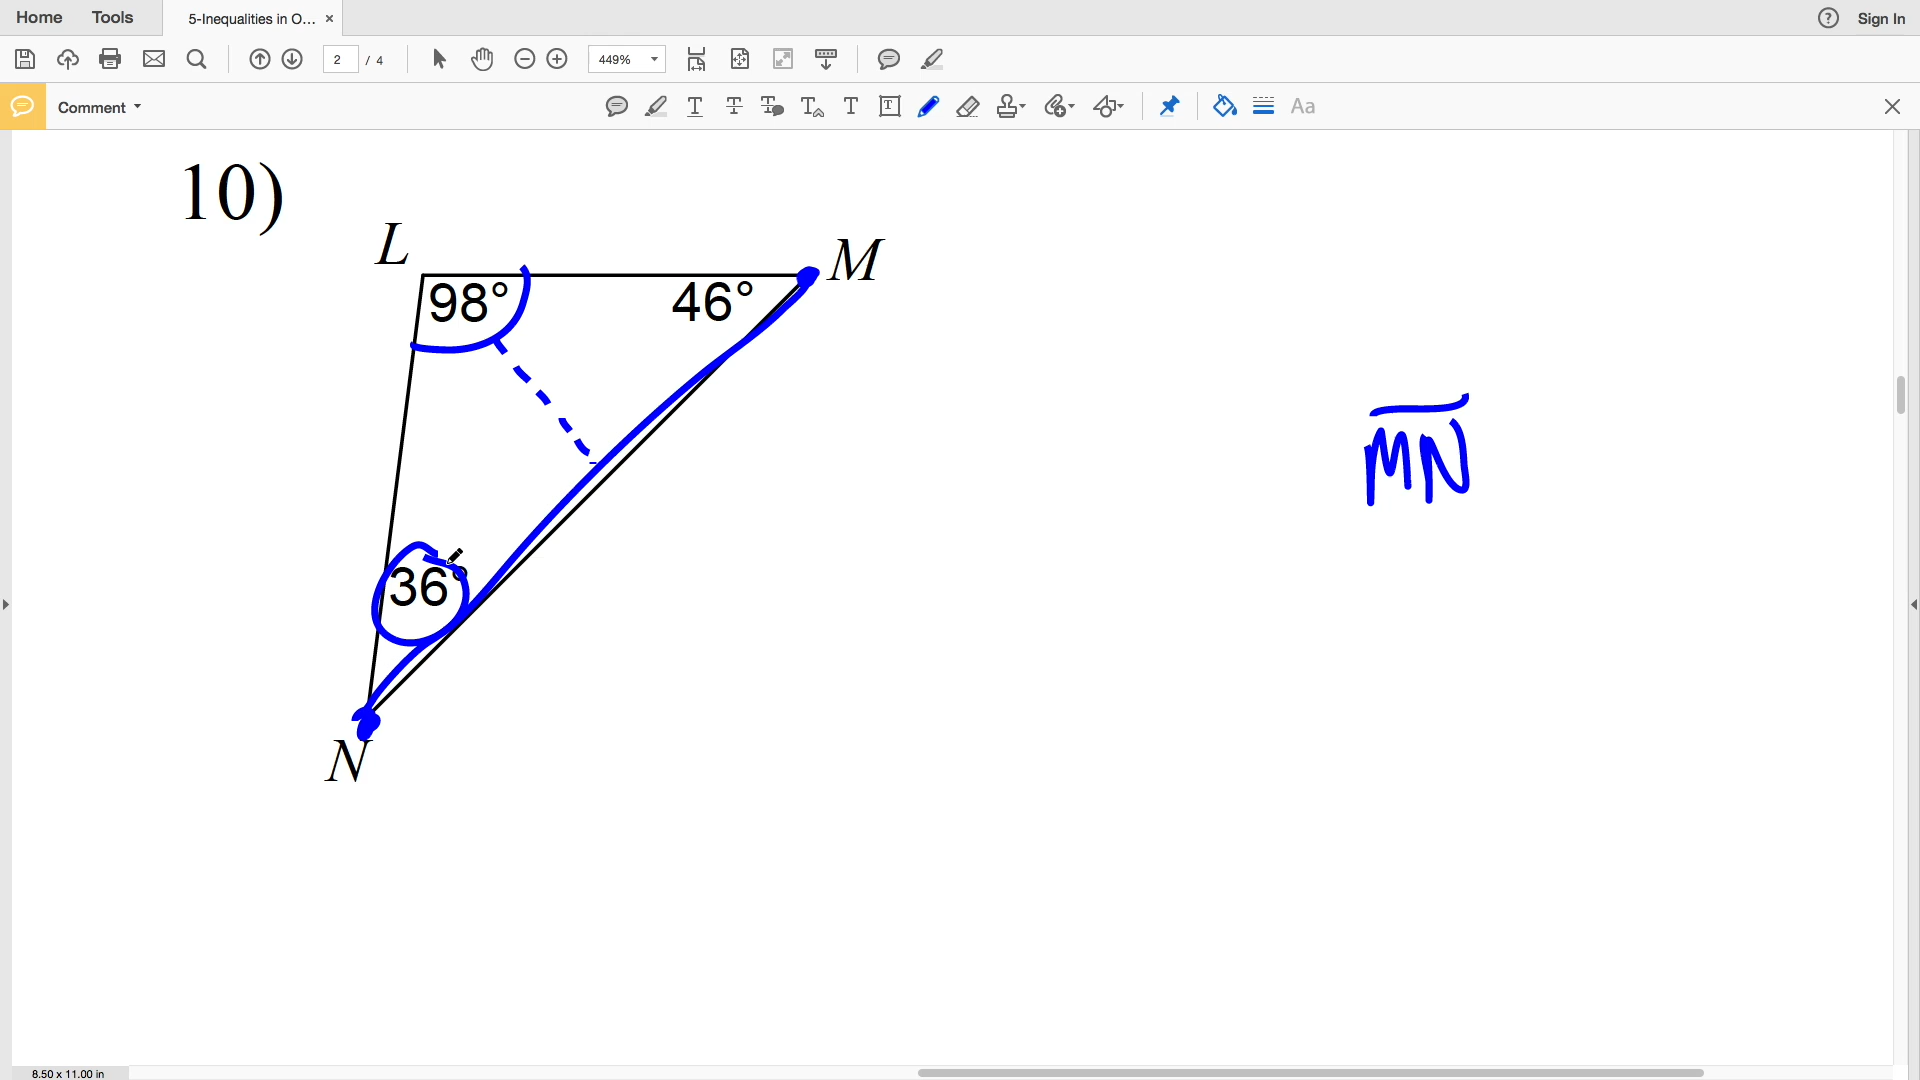 Home Tools 5-Inequalities in O... × ? Sign In
2 / 4 449%
Comment T T T T T T Aa
10)
L
M
98° 46°
MN
36°
N
8.50 x 11.00 in